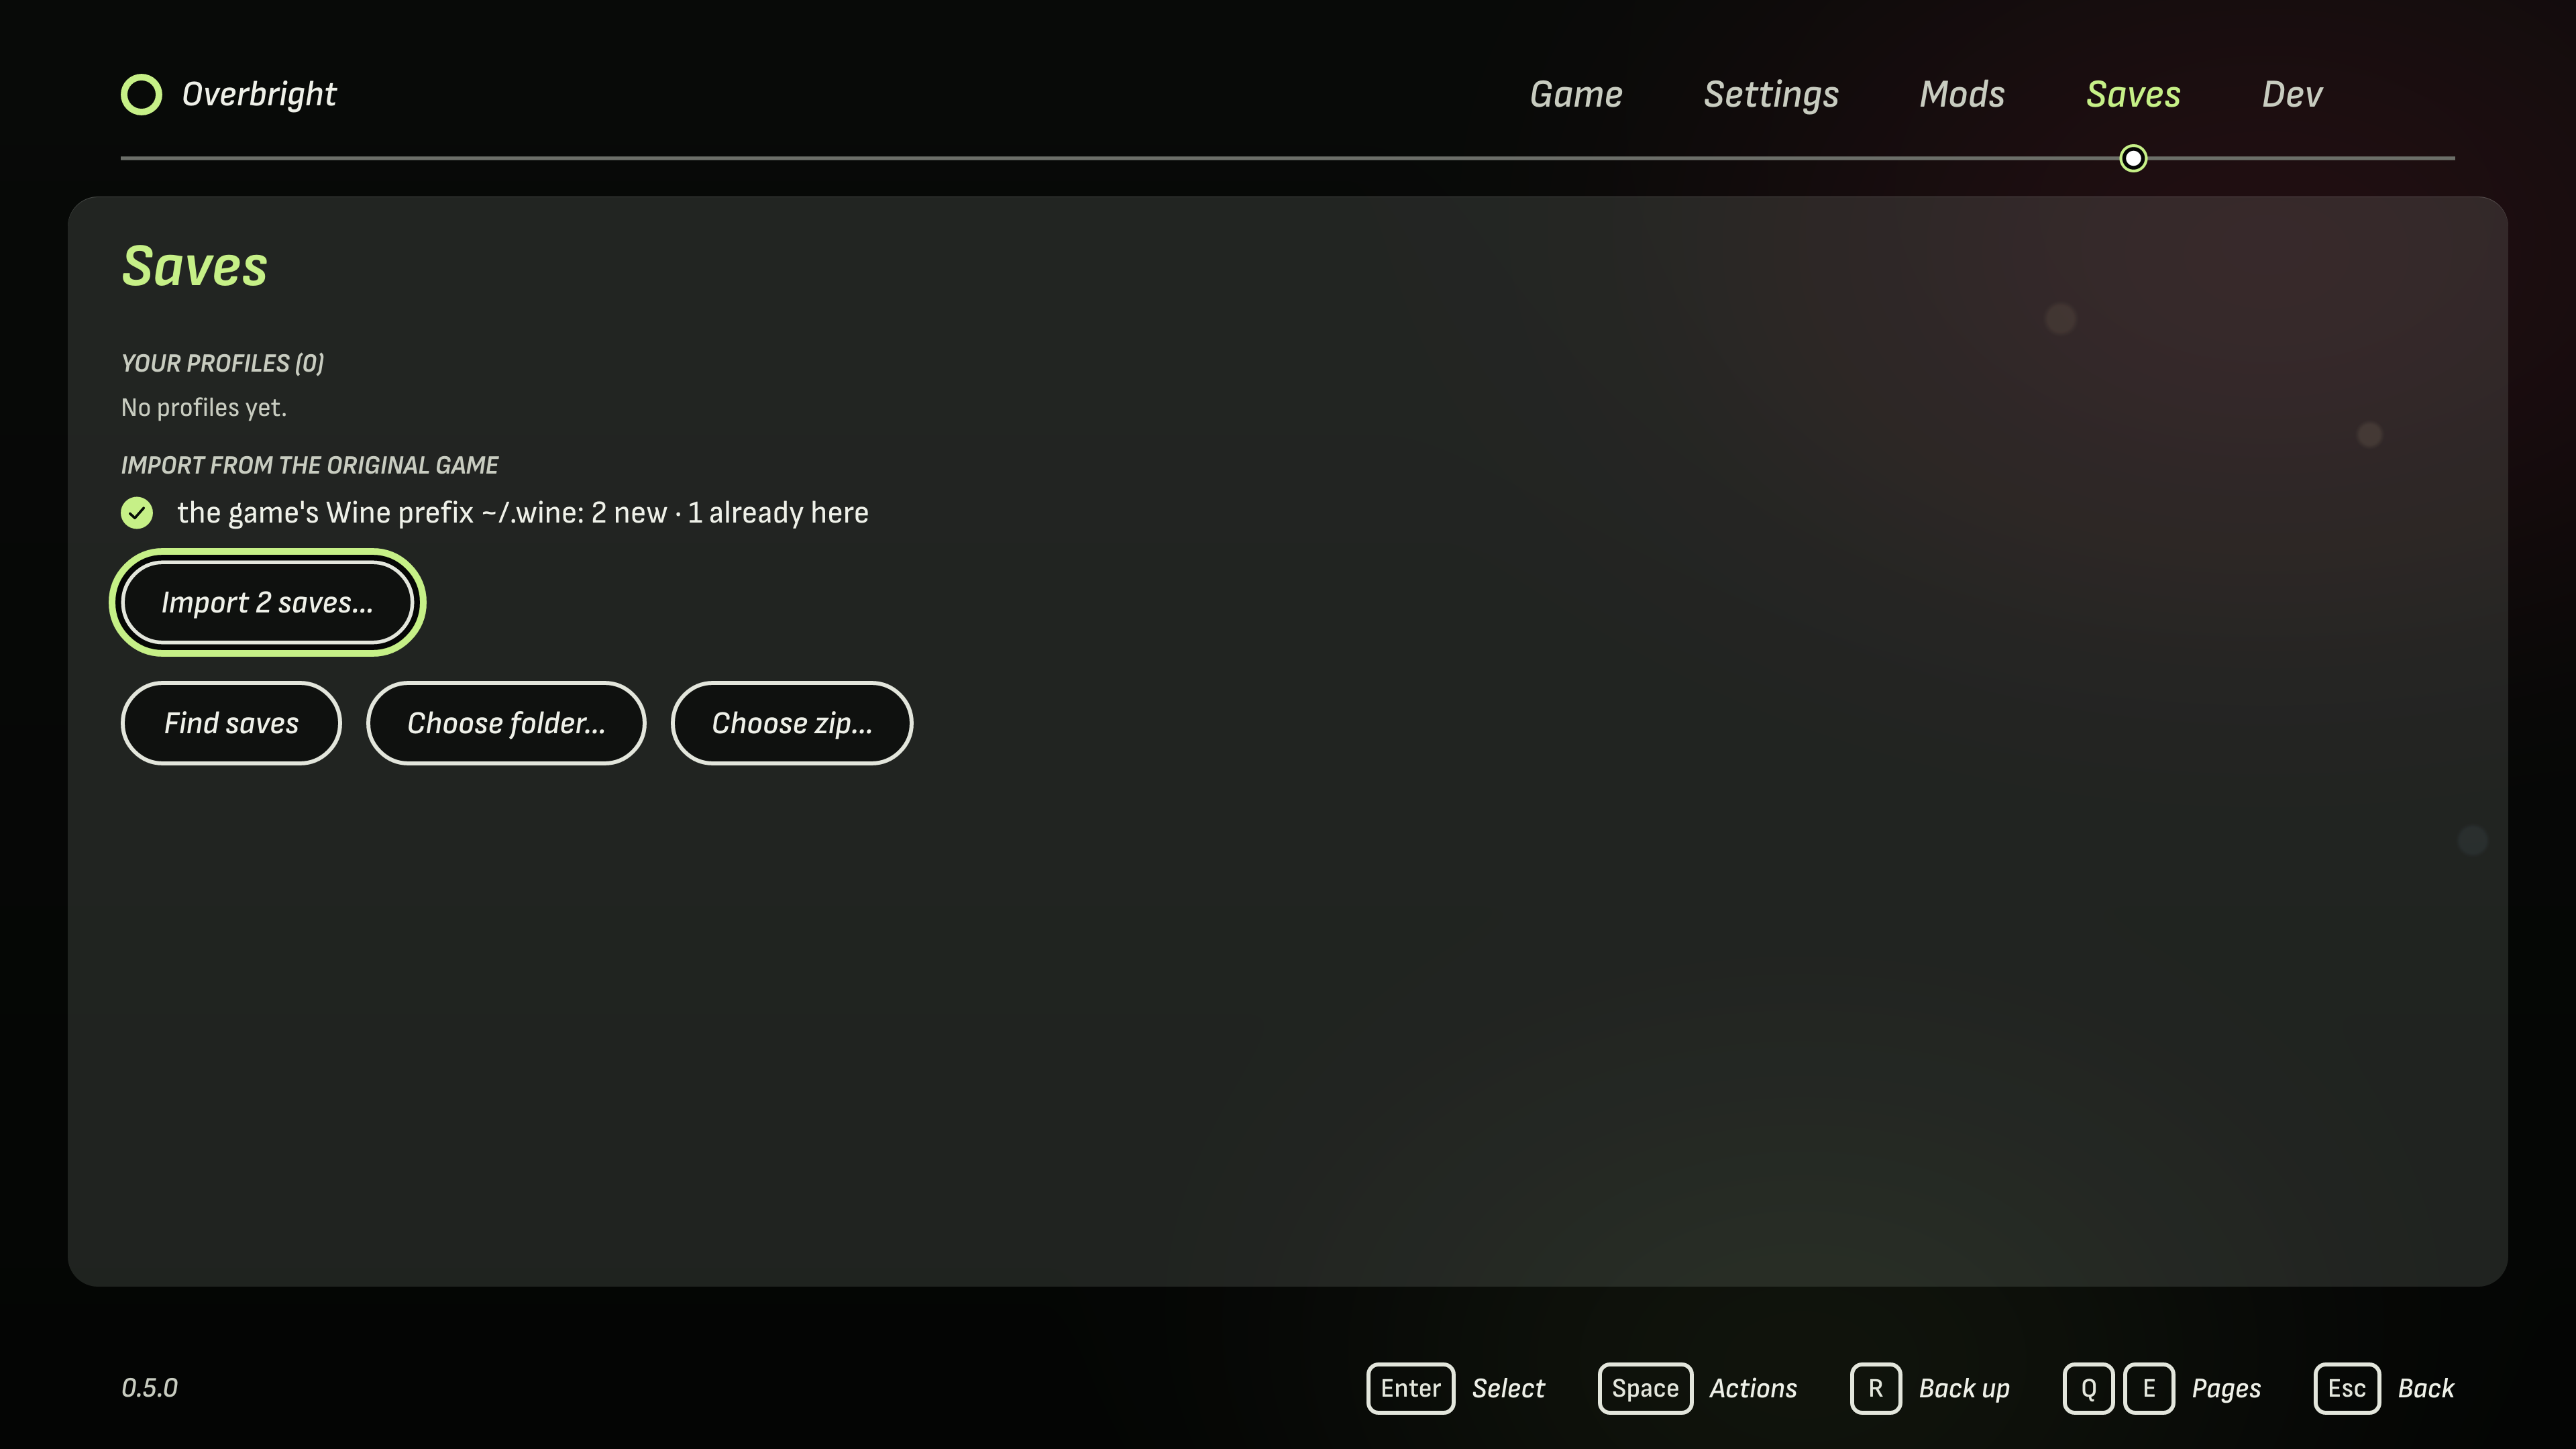 Overbright
Game Settings Mods Saves Dev
Saves
YOUR PROFILES (0)
No profiles yet.
IMPORT FROM THE ORIGINAL GAME
the game's Wine prefix ~/.wine: 2 new · 1 already here
Import 2 saves...
Find saves Choose folder... Choose zip...
0.5.0 Enter Select Space Actions R Back up Q E Pages Esc Back